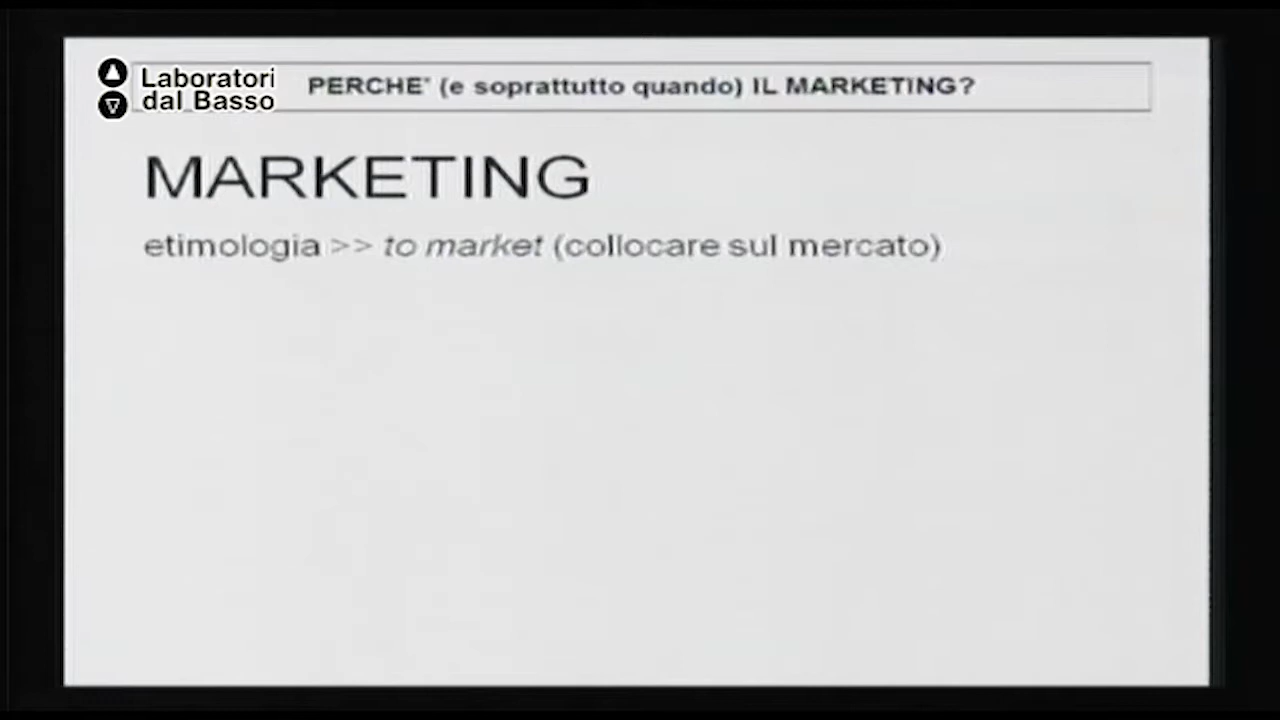 Laboratori
dal Basso
PERCHE' (e soprattutto quando) IL MARKETING?
MARKETING
etimologia >> to market (collocare sul mercato)